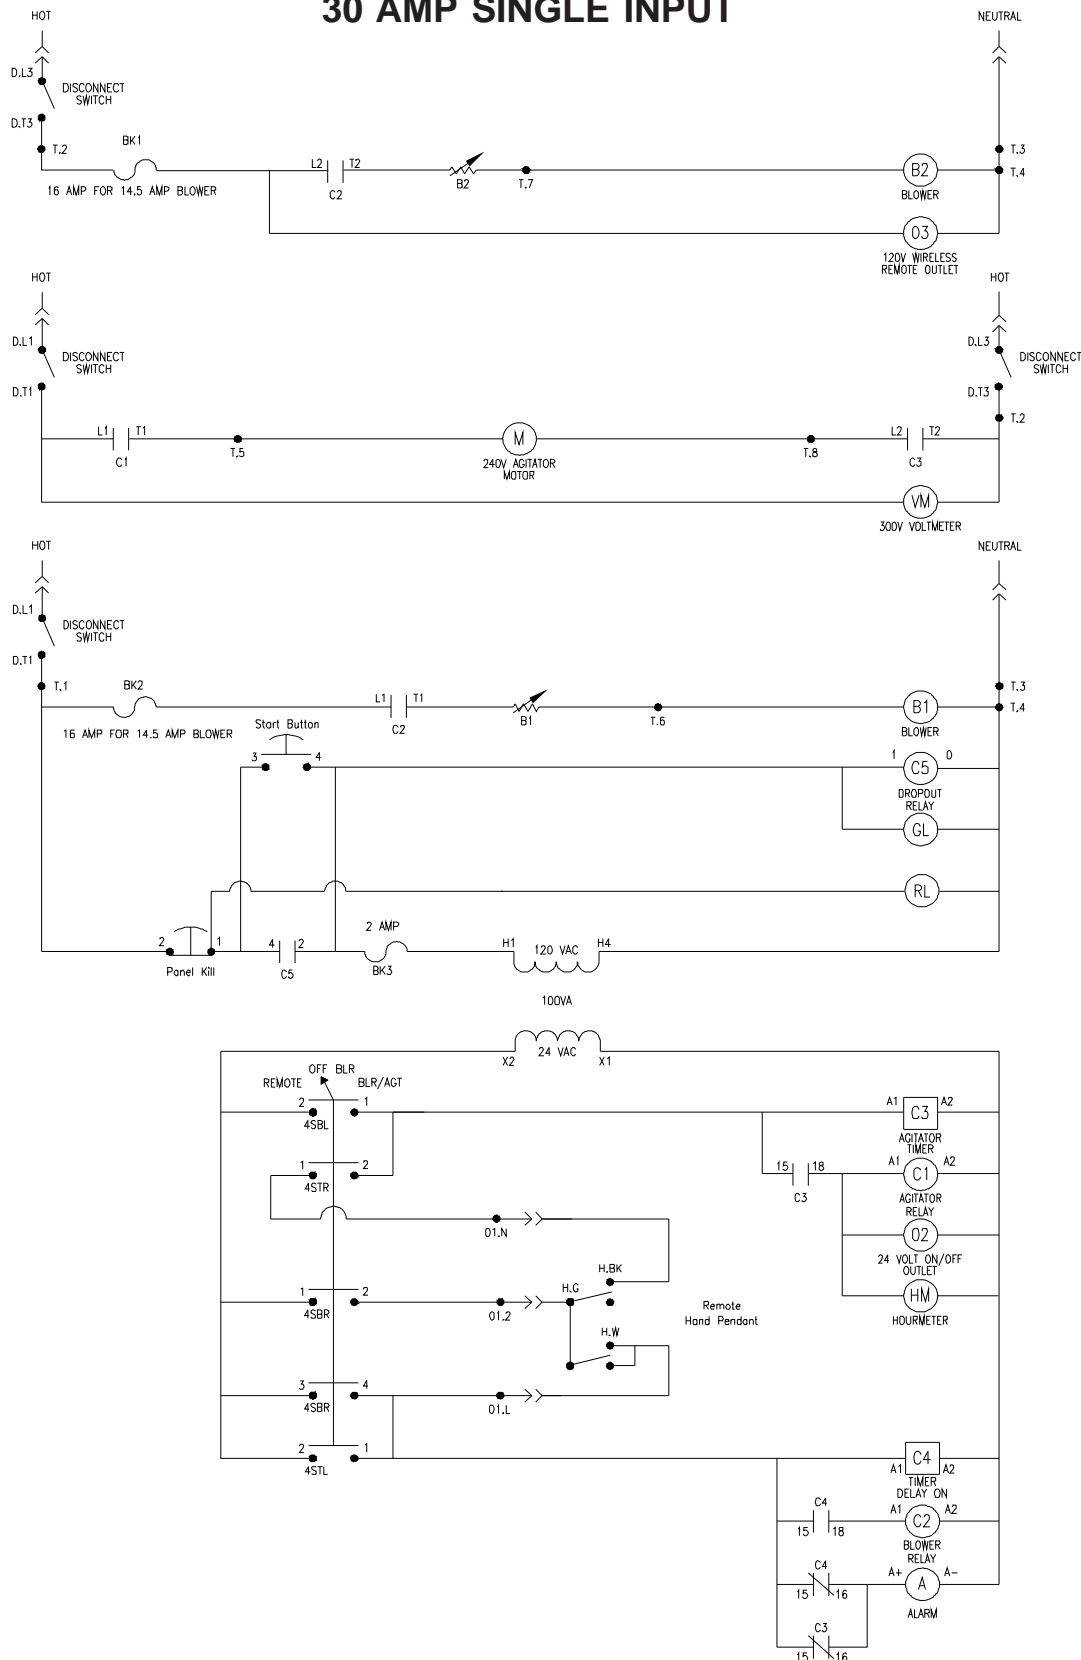 30 AMP SINGLE INPUT
HOT
NEUTRAL
D.L3
DISCONNECT
SWITCH
D.T3
T.2
BK1
16 AMP FOR 14.5 AMP BLOWER
L2
T2
C2
B2
T.7
B2
BLOWER
T.3
T.4
O3
120V WIRELESS
REMOTE OUTLET
HOT
HOT
D.L1
DISCONNECT
SWITCH
D.T1
D.L3
DISCONNECT
SWITCH
D.T3
T.2
L1
T1
C1
T.5
M
240V AGITATOR
MOTOR
T.8
L2
T2
C3
VM
300V VOLTMETER
HOT
NEUTRAL
D.L1
DISCONNECT
SWITCH
D.T1
T.1
BK2
16 AMP FOR 14.5 AMP BLOWER
L1
T1
C2
B1
T.6
B1
BLOWER
T.3
T.4
Start Button
3
4
1
C5
0
DROPOUT
RELAY
GL
RL
2
1
Panel Kill
4
2
C5
2 AMP
BK3
H1
120 VAC
H4
100VA
X2
24 VAC
X1
OFF BLR
REMOTE
BLR/AGT
2
1
4SBL
1
2
4STR
O1.N
1
2
4SBR
O1.2
H.G
H.BK
H.W
Remote
Hand Pendant
3
4
4SBR
O1.L
2
1
4STL
A1
C3
A2
AGITATOR
TIMER
15
18
C3
A1
C1
A2
AGITATOR
RELAY
O2
24 VOLT ON/OFF
OUTLET
HM
HOURMETER
C4
A1
A2
TIMER
DELAY ON
C4
15
18
A1
C2
A2
BLOWER
RELAY
C4
15
16
A+
A
A-
ALARM
C3
15
16